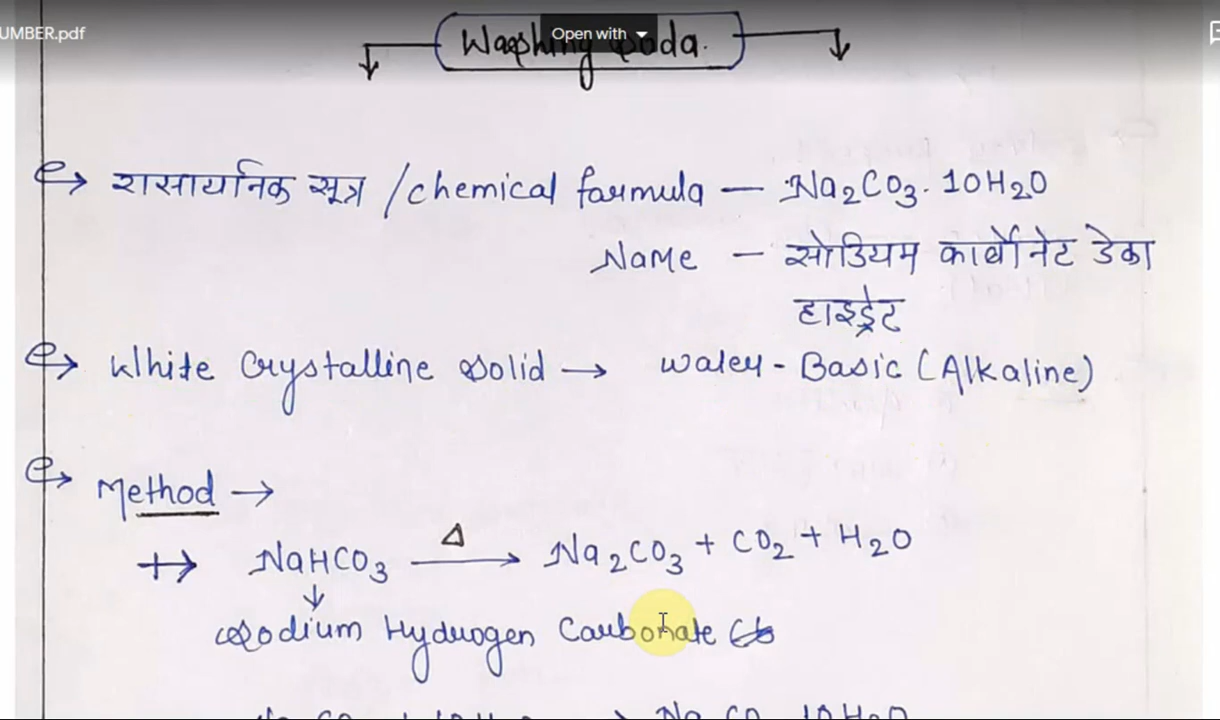 UMBER.pdf
Open with
Washing Soda.
रासायनिक सूत्र / chemical farmula — Na2CO3. 10H2O
Name — सोडियम कार्बोनेट डेका
हाइड्रेट
White Crystalline Solid → water - Basic (Alkaline)
Method →
NaHCO3 —Δ→ Na2CO3 + CO2 + H2O
↓
Sodium Hydrogen Carbonate